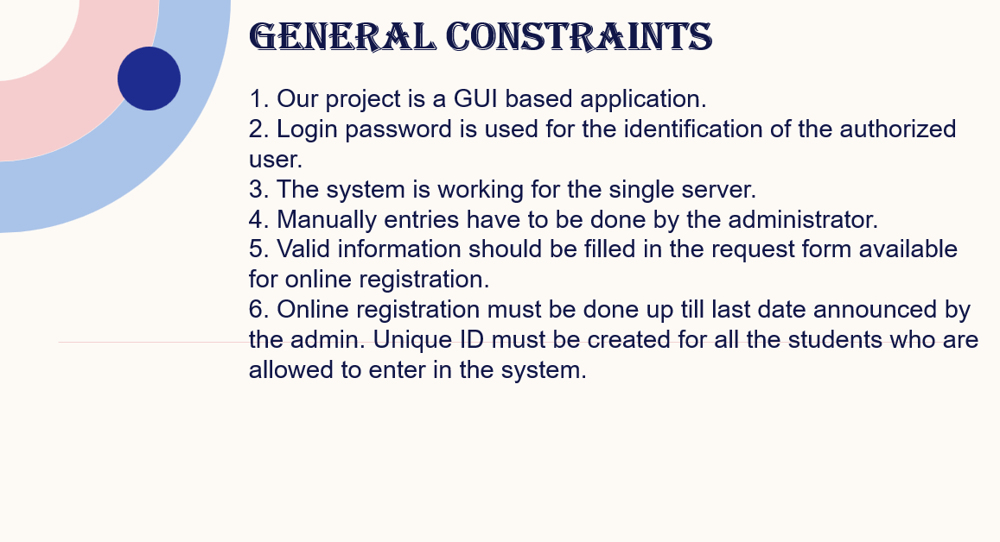 GENERAL CONSTRAINTS
1. Our project is a GUI based application.
2. Login password is used for the identification of the authorized
user.
3. The system is working for the single server.
4. Manually entries have to be done by the administrator.
5. Valid information should be filled in the request form available
for online registration.
6. Online registration must be done up till last date announced by
the admin. Unique ID must be created for all the students who are
allowed to enter in the system.